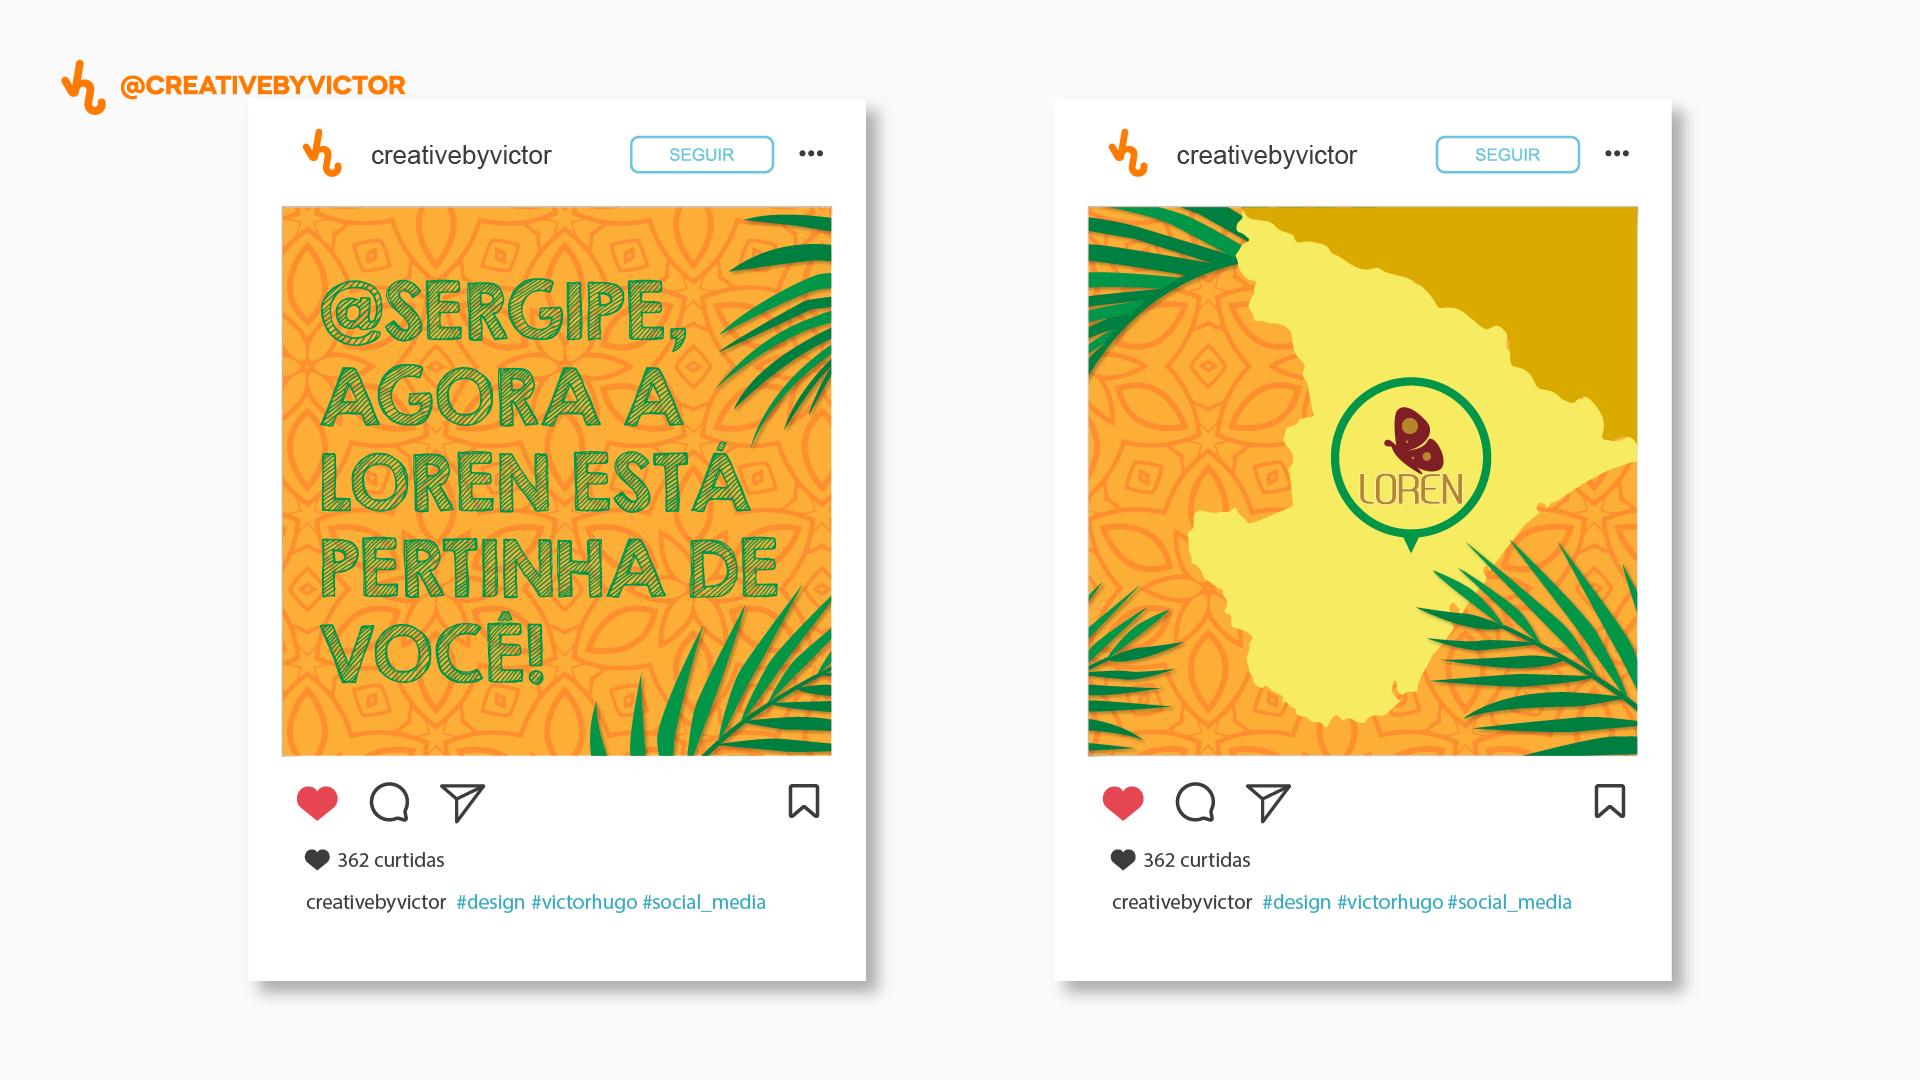 @CREATIVEBYVICTOR
creativebyvictor SEGUIR
@SERGIPE,
AGORA A
LOREN ESTÁ
PERTINHA DE
VOCÊ!
362 curtidas
creativebyvictor #design #victorhugo #social_media
creativebyvictor SEGUIR
LOREN
362 curtidas
creativebyvictor #design #victorhugo #social_media